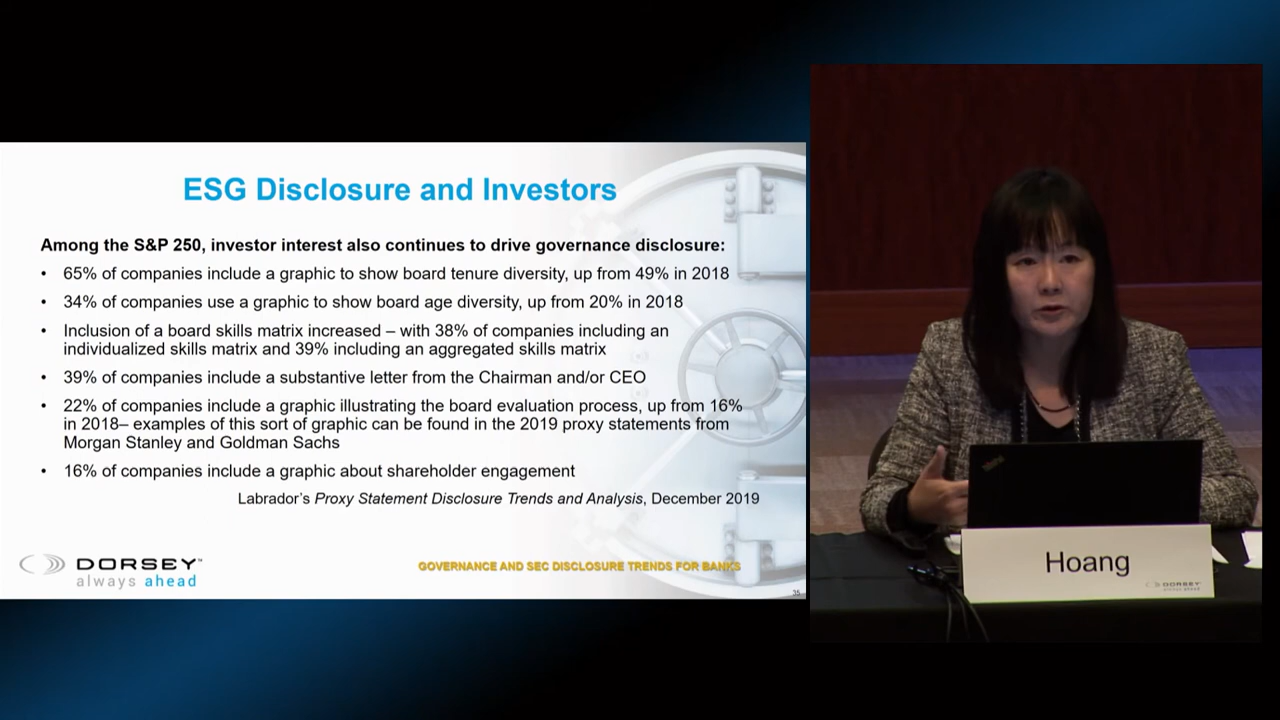 ESG Disclosure and Investors
Among the S&P 250, investor interest also continues to drive governance disclosure:
• 65% of companies include a graphic to show board tenure diversity, up from 49% in 2018
• 34% of companies use a graphic to show board age diversity, up from 20% in 2018
• Inclusion of a board skills matrix increased – with 38% of companies including an
individualized skills matrix and 39% including an aggregated skills matrix
• 39% of companies include a substantive letter from the Chairman and/or CEO
• 22% of companies include a graphic illustrating the board evaluation process, up from 16%
in 2018– examples of this sort of graphic can be found in the 2019 proxy statements from
Morgan Stanley and Goldman Sachs
• 16% of companies include a graphic about shareholder engagement
Labrador's Proxy Statement Disclosure Trends and Analysis, December 2019
DORSEY™
always ahead
GOVERNANCE AND SEC DISCLOSURE TRENDS FOR BANKS
Hoang
DORSEY